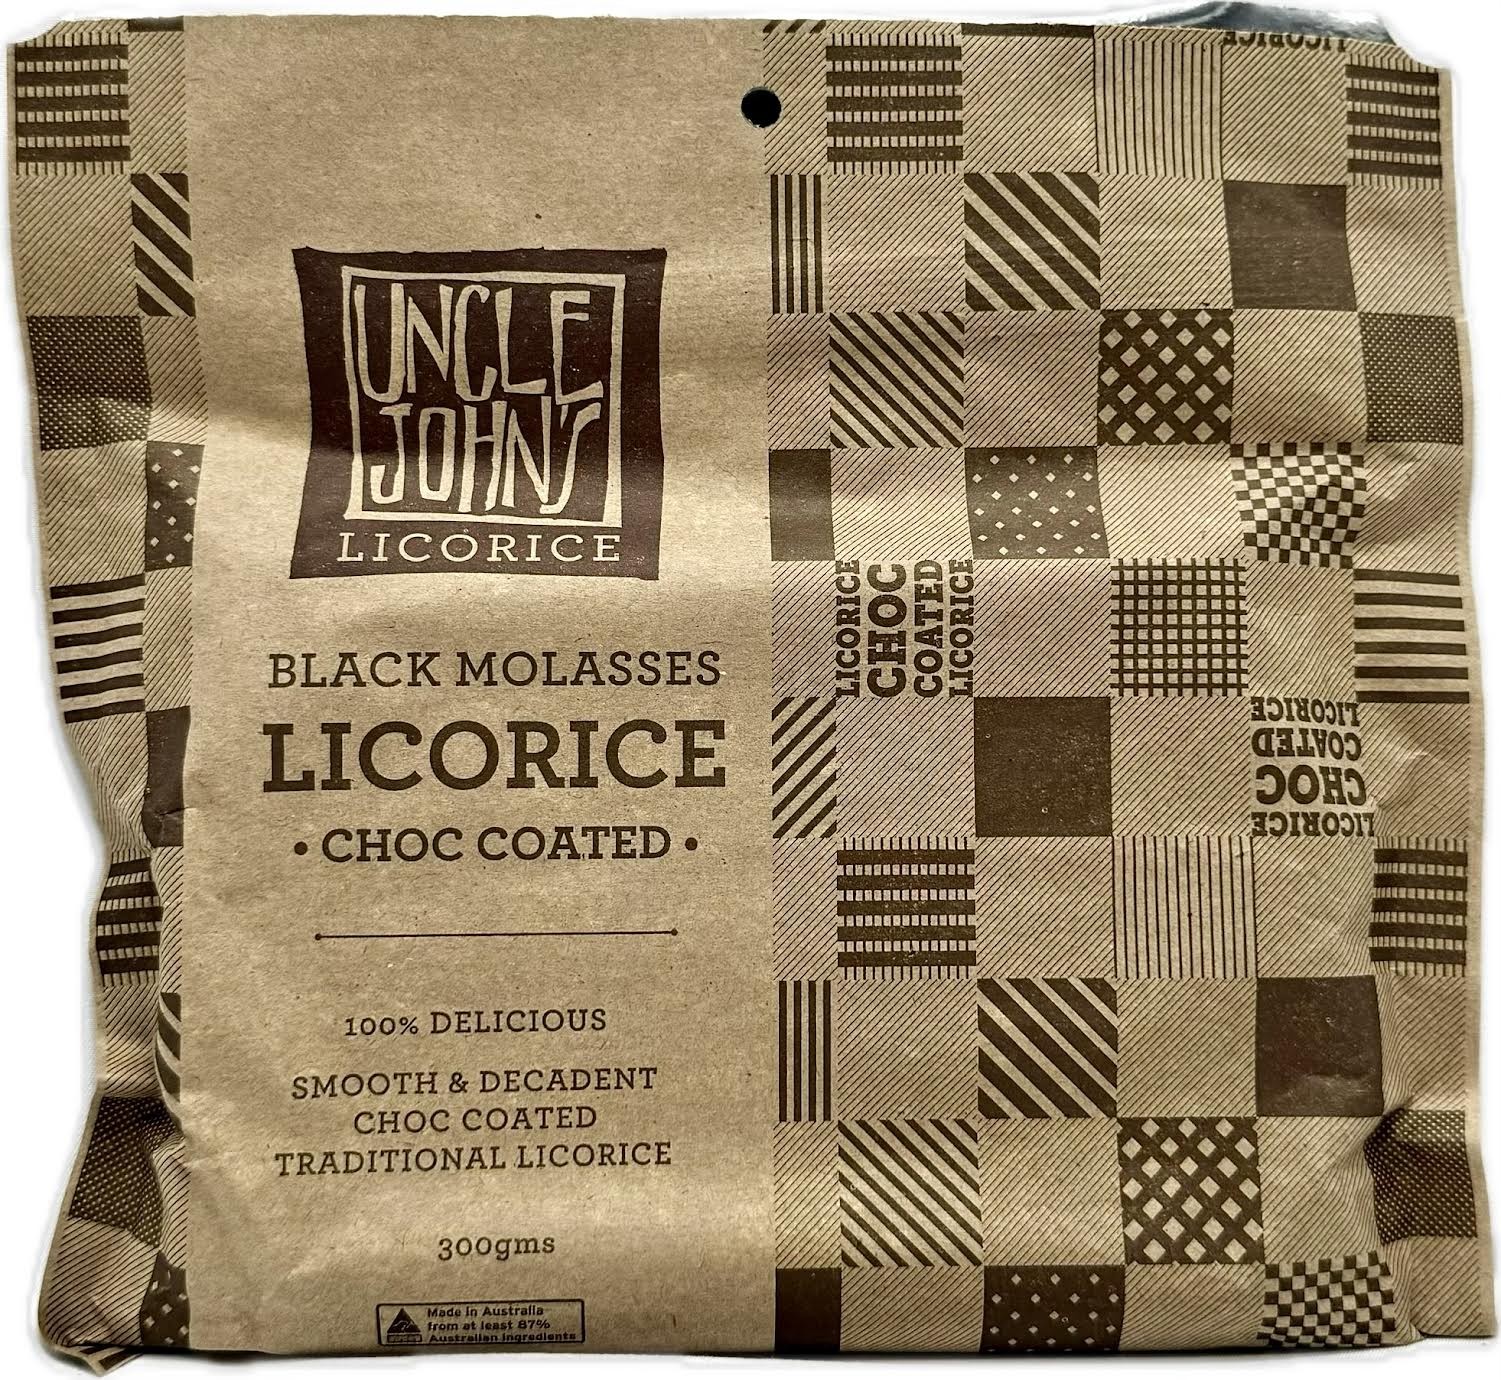 UNCLE
JOHN'S
LICORICE
BLACK MOLASSES
LICORICE
• CHOC COATED •
100% DELICIOUS
SMOOTH & DECADENT
CHOC COATED
TRADITIONAL LICORICE
300gms
Made in Australia
from at least 87%
Australian ingredients
LICORICE
LICORICE
CHOC
COATED
LICORICE
LICORICE
CHOC
COATED
LICORICE